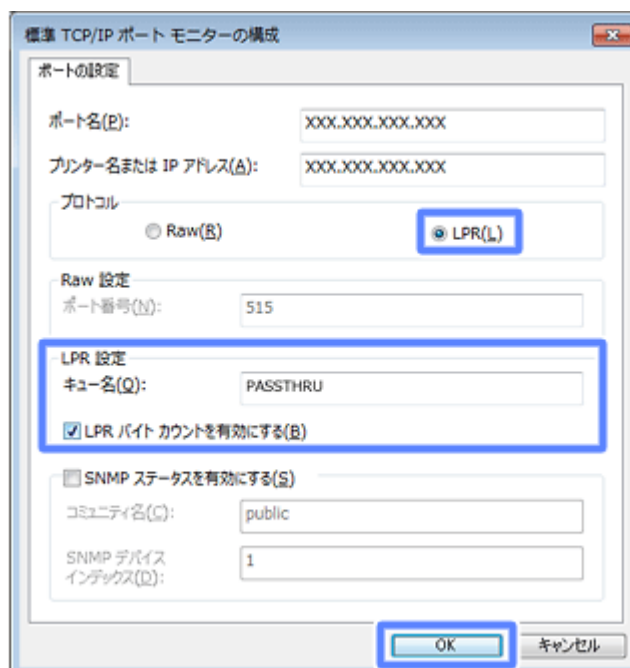 標準 TCP/IP ポート モニターの構成
ポートの設定
ポート名(P): XXX.XXX.XXX.XXX
プリンター名または IP アドレス(A): XXX.XXX.XXX.XXX
プロトコル
Raw(R) LPR(L)
Raw 設定
ポート番号(N): 515
LPR 設定
キュー名(Q): PASSTHRU
LPR バイト カウントを有効にする(B)
SNMP ステータスを有効にする(S)
コミュニティ名(C): public
SNMP デバイス
インデックス(D): 1
OK キャンセル